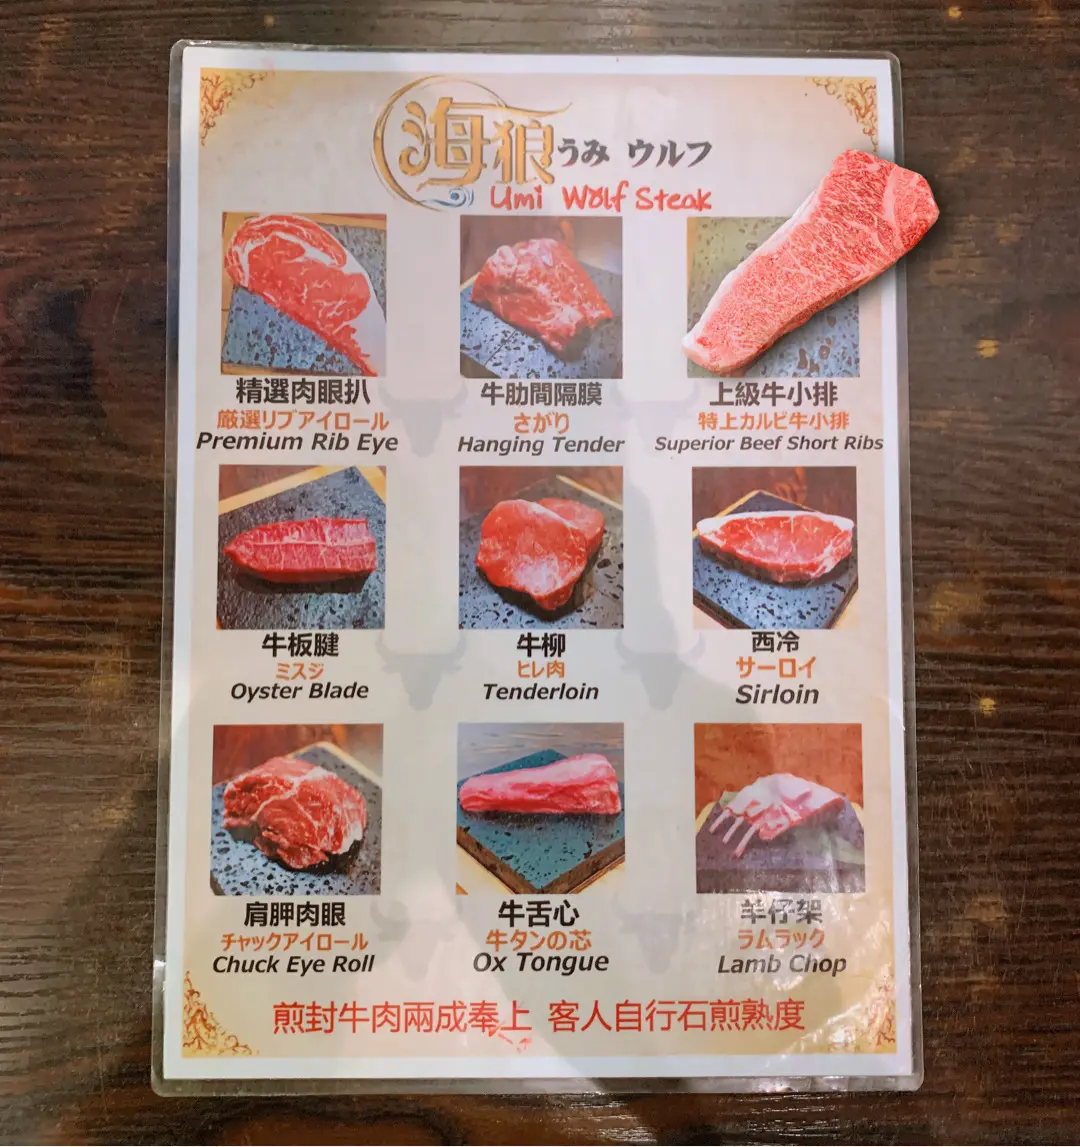 海狼 うみ ウルフ
Umi Wolf Steak
精選肉眼扒
厳選リブアイロール
Premium Rib Eye
牛肋間隔膜
さがり
Hanging Tender
上級牛小排
特上カルビ牛小排
Superior Beef Short Ribs
牛板腱
ミスジ
Oyster Blade
牛柳
ヒレ肉
Tenderloin
西冷
サーロイ
Sirloin
肩胛肉眼
チャックアイロール
Chuck Eye Roll
牛舌心
牛タンの芯
Ox Tongue
羊仔架
ラムラック
Lamb Chop
煎封牛肉兩成奉上 客人自行石煎熟度